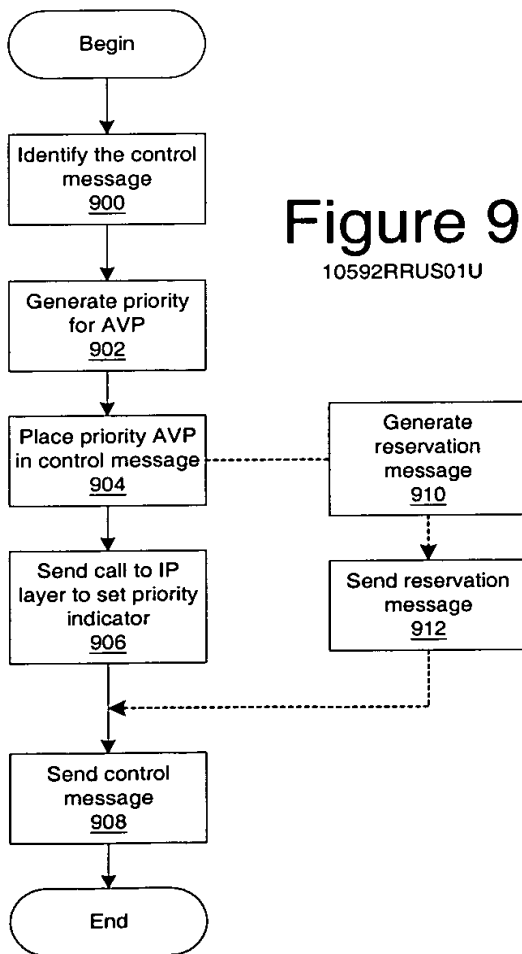 Begin
Identify the control
message
900
Figure 9
10592RRUS01U
Generate priority
for AVP
902
Place priority AVP
in control message
904
Generate
reservation
message
910
Send call to IP
layer to set priority
indicator
906
Send reservation
message
912
Send control
message
908
End